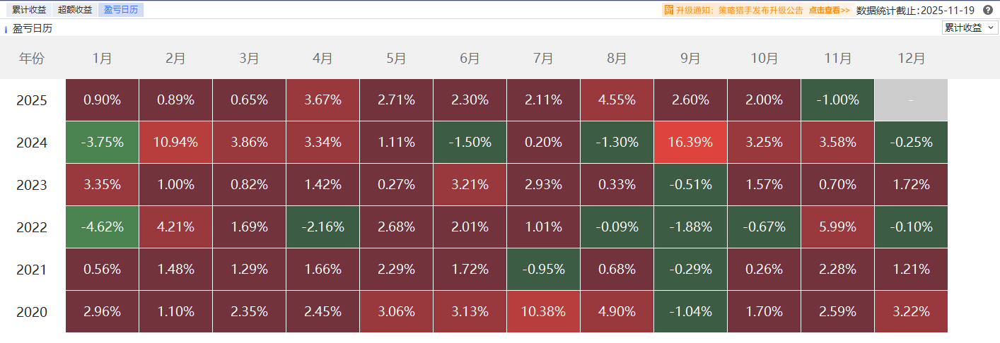 累计收益 超额收益 盈亏日历 新 升级通知：策略猎手发布升级公告 点击查看>> 数据统计截止:2025-11-19 ?
盈亏日历 累计收益
年份 1月 2月 3月 4月 5月 6月 7月 8月 9月 10月 11月 12月
2025 0.90% 0.89% 0.65% 3.67% 2.71% 2.30% 2.11% 4.55% 2.60% 2.00% -1.00% -
2024 -3.75% 10.94% 3.86% 3.34% 1.11% -1.50% 0.20% -1.30% 16.39% 3.25% 3.58% -0.25%
2023 3.35% 1.00% 0.82% 1.42% 0.27% 3.21% 2.93% 0.33% -0.51% 1.57% 0.70% 1.72%
2022 -4.62% 4.21% 1.69% -2.16% 2.68% 2.01% 1.01% -0.09% -1.88% -0.67% 5.99% -0.10%
2021 0.56% 1.48% 1.29% 1.66% 2.29% 1.72% -0.95% 0.68% -0.29% 0.26% 2.28% 1.21%
2020 2.96% 1.10% 2.35% 2.45% 3.06% 3.13% 10.38% 4.90% -1.04% 1.70% 2.59% 3.22%